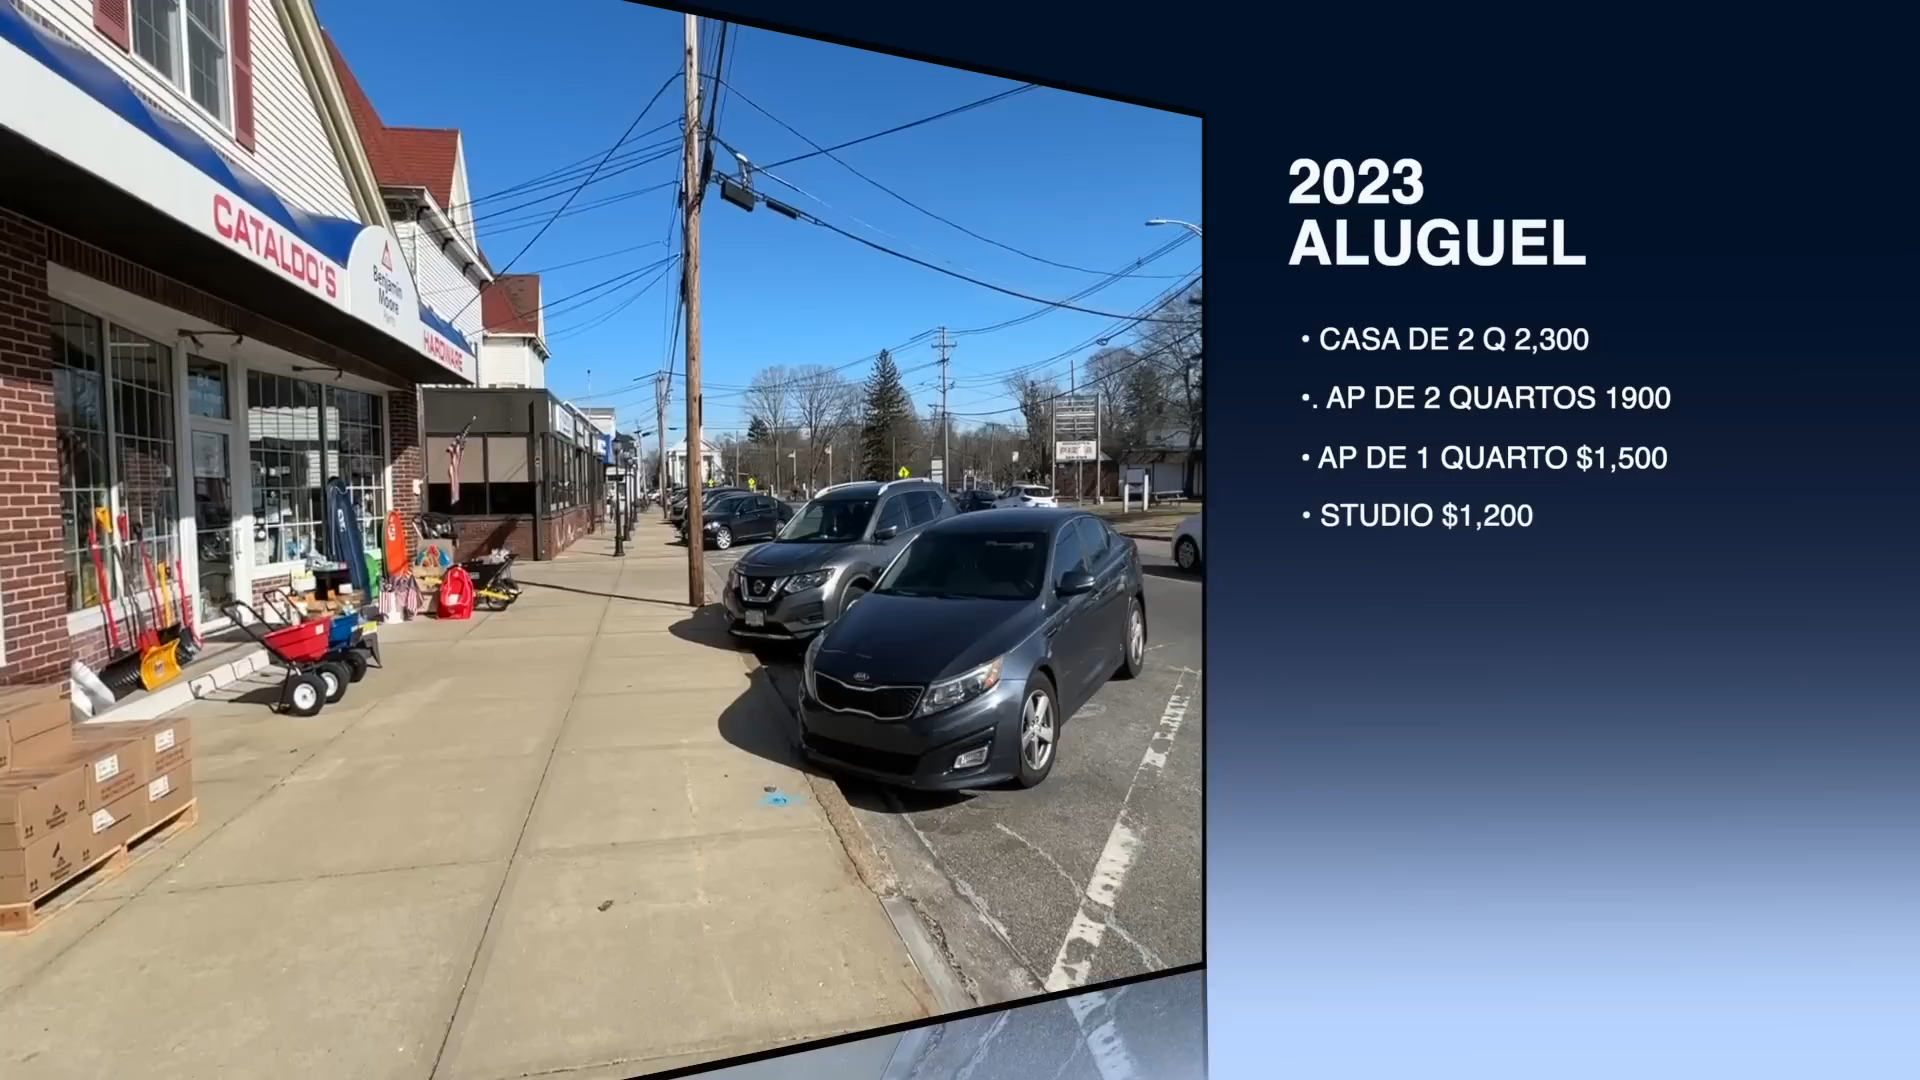 CATALDO'S
Benjamin
Moore
HARDWARE
2023
ALUGUEL
• CASA DE 2 Q 2,300
•. AP DE 2 QUARTOS 1900
• AP DE 1 QUARTO $1,500
• STUDIO $1,200